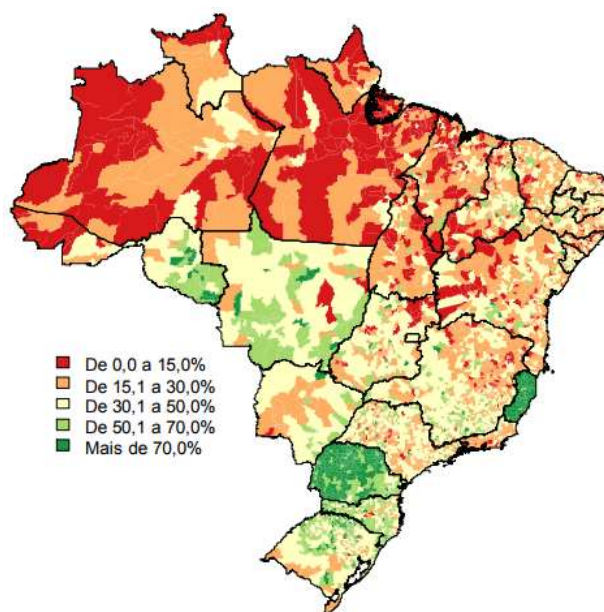 De 0,0 a 15,0%
De 15,1 a 30,0%
De 30,1 a 50,0%
De 50,1 a 70,0%
Mais de 70,0%